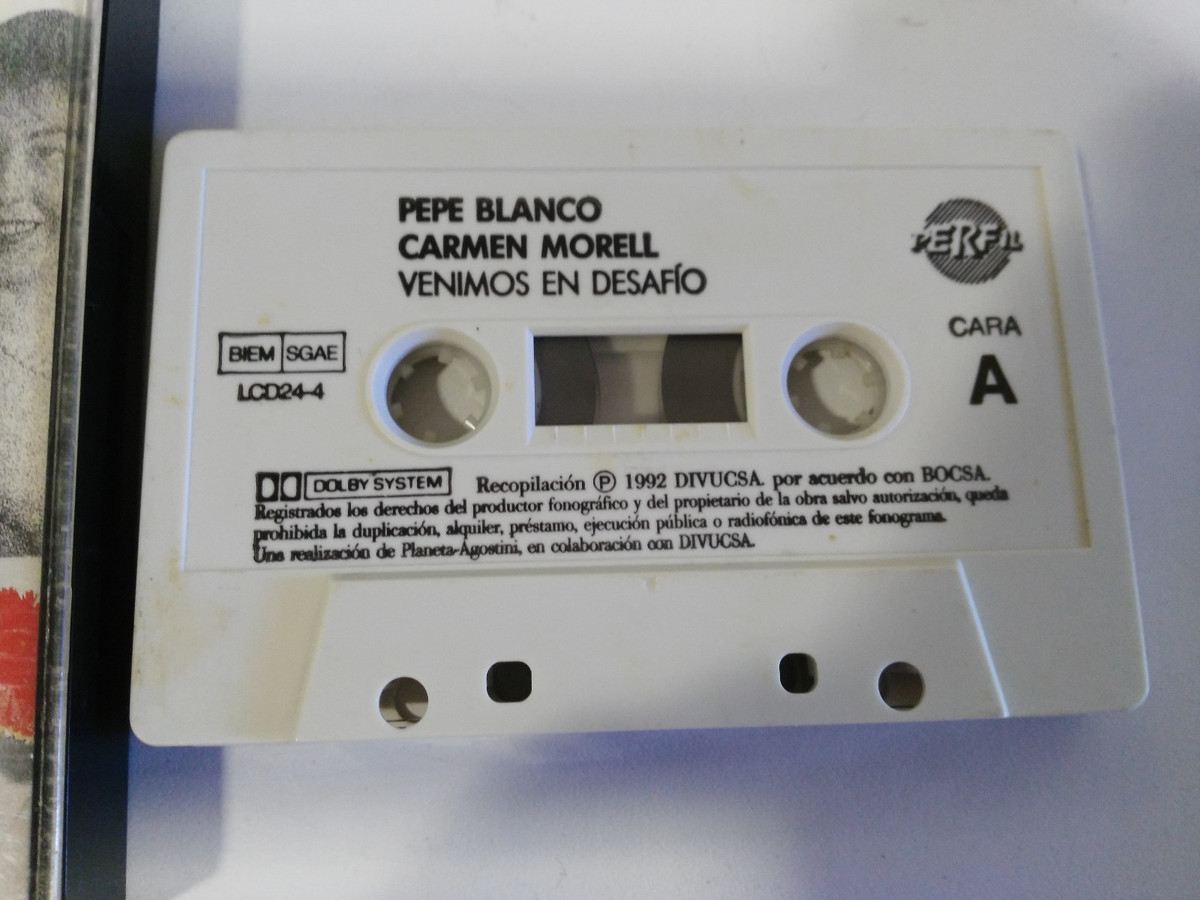 PEPE BLANCO
CARMEN MORELL
VENIMOS EN DESAFÍO
PERFIL
BIEM SGAE
LCD24-4
CARA
A
DOLBY SYSTEM Recopilación Ⓟ 1992 DIVUCSA. por acuerdo con BOCSA.
Registrados los derechos del productor fonográfico y del propietario de la obra salvo autorización, queda
prohibida la duplicación, alquiler, préstamo, ejecución pública o radiofónica de este fonograma.
Una realización de Planeta-Agostini, en colaboración con DIVUCSA.